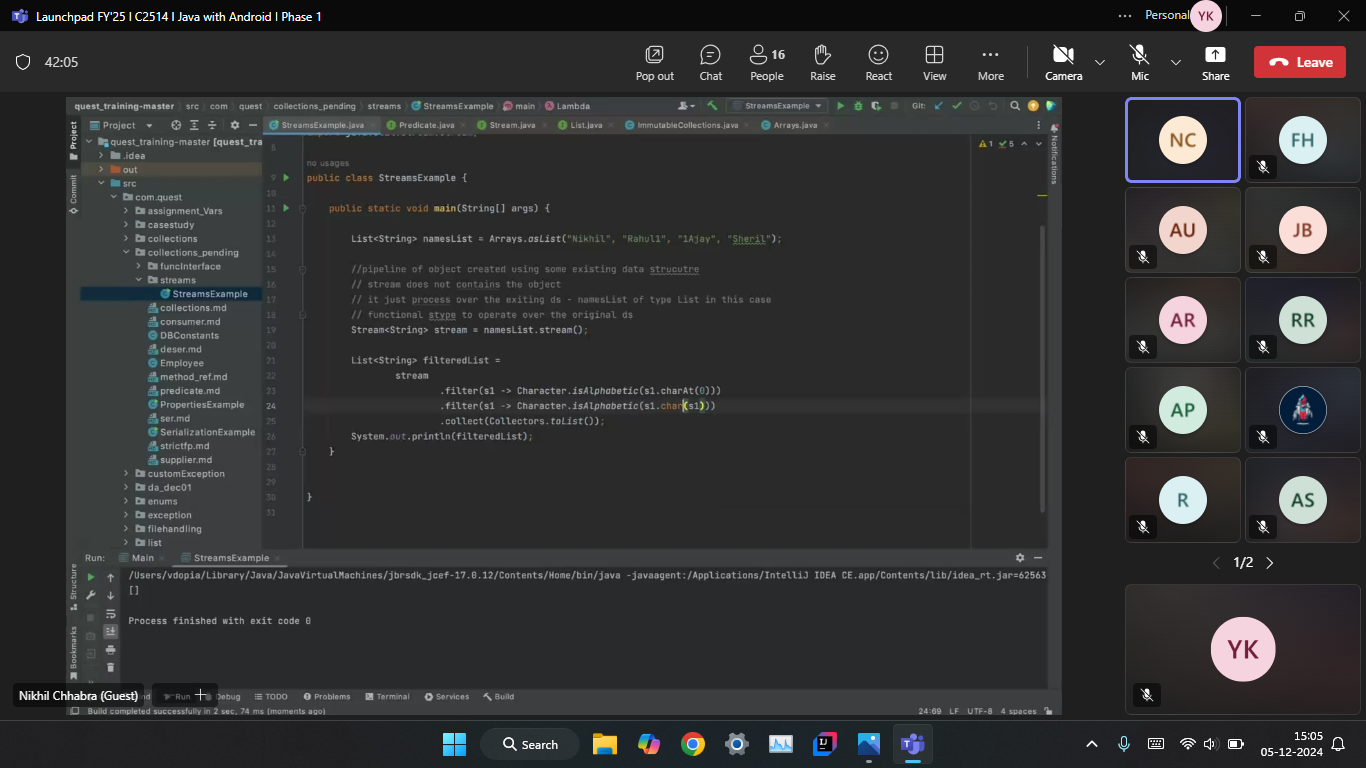 Launchpad FY'25 | C2514 | Java with Android | Phase 1
Personal YK
42:05
Pop out Chat People 16 Raise React View More Camera Mic Share Leave
quest_training-master src com quest collections_pending streams StreamsExample main Lambda
StreamsExample Git:
Project
StreamsExample.java Predicate.java Stream.java List.java ImmutableCollections.java Arrays.java
Project
Commit
Structure
Bookmarks
Notifications
quest_training-master [quest_tra
.idea
out
src
com.quest
assignment_Vars
casestudy
collections
collections_pending
funcInterface
streams
StreamsExample
collections.md
consumer.md
DBConstants
deser.md
Employee
method_ref.md
predicate.md
PropertiesExample
ser.md
SerializationExample
strictfp.md
supplier.md
customException
da_dec01
enums
exception
filehandling
list
1 5
8
no usages
9 public class StreamsExample {
10
11 public static void main(String[] args) {
12
13 List<String> namesList = Arrays.asList("Nikhil", "Rahul1", "1Ajay", "Sheril");
14
15 //pipeline of object created using some existing data strucutre
16 // stream does not contains the object
17 // it just process over the exiting ds - namesList of type List in this case
18 // functional stype to operate over the original ds
19 Stream<String> stream = namesList.stream();
20
21 List<String> filteredList =
22 stream
23 .filter(s1 -> Character.isAlphabetic(s1.charAt(0)))
24 .filter(s1 -> Character.isAlphabetic(s1.char(s1)))
25 .collect(Collectors.toList());
26 System.out.println(filteredList);
27 }
28
29
30 }
31
Run: Main StreamsExample
/Users/vdopia/Library/Java/JavaVirtualMachines/jbrsdk_jcef-17.0.12/Contents/Home/bin/java -javaagent:/Applications/IntelliJ IDEA CE.app/Contents/lib/idea_rt.jar=62563
[]
Process finished with exit code 0
Run Debug TODO Problems Terminal Services Build
Build completed successfully in 2 sec, 74 ms (moments ago)
24:69 LF UTF-8 4 spaces
Nikhil Chhabra (Guest)
NC FH
AU JB
AR RR
AP
R AS
1/2
YK
Search
15:05
05-12-2024